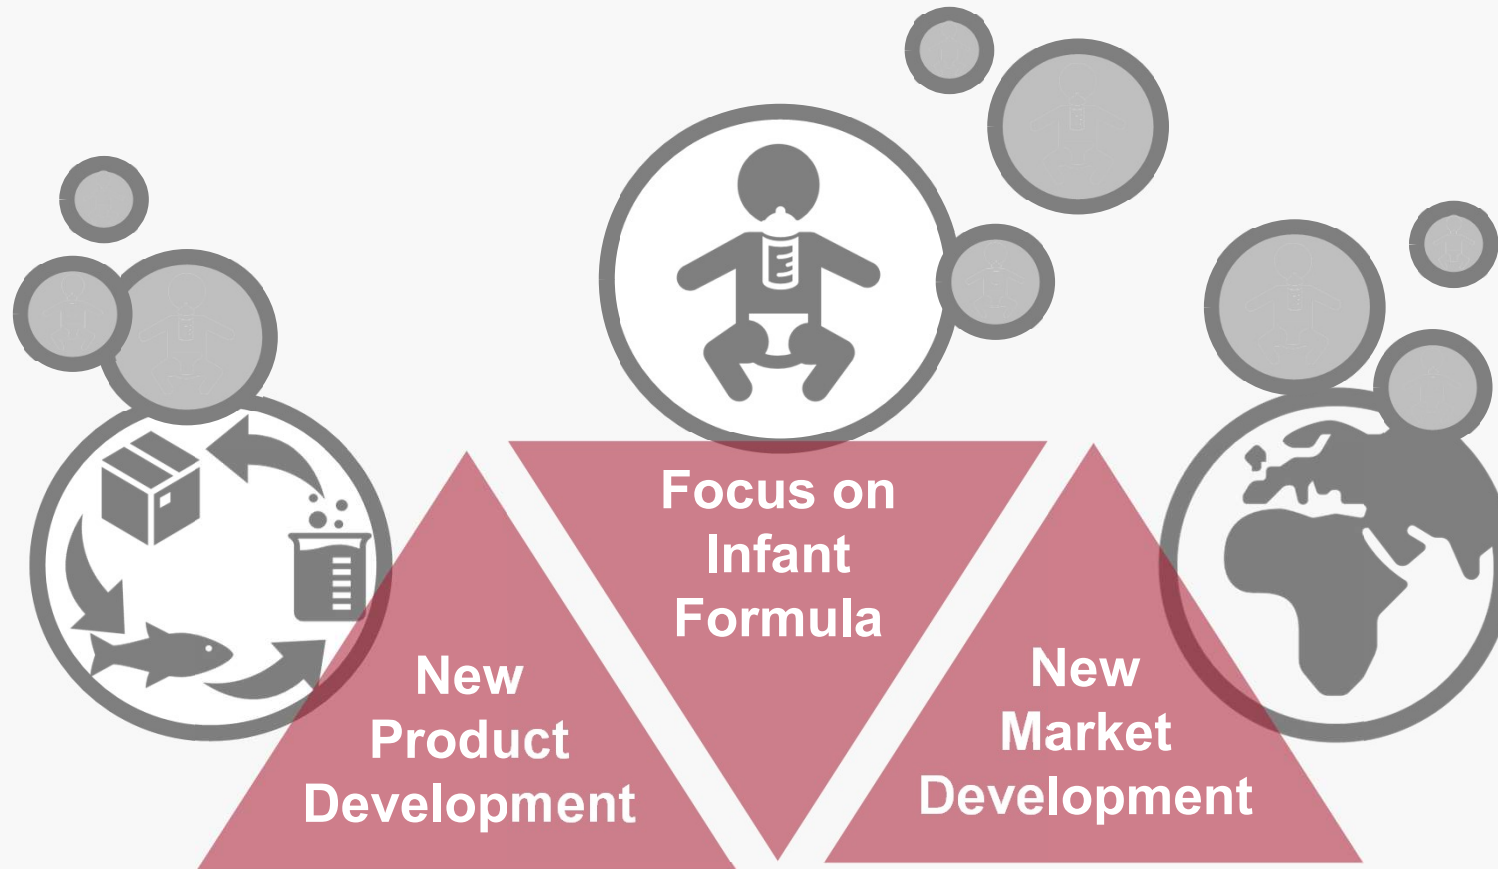 New
Product
Development
Focus on
Infant
Formula
New
Market
Development